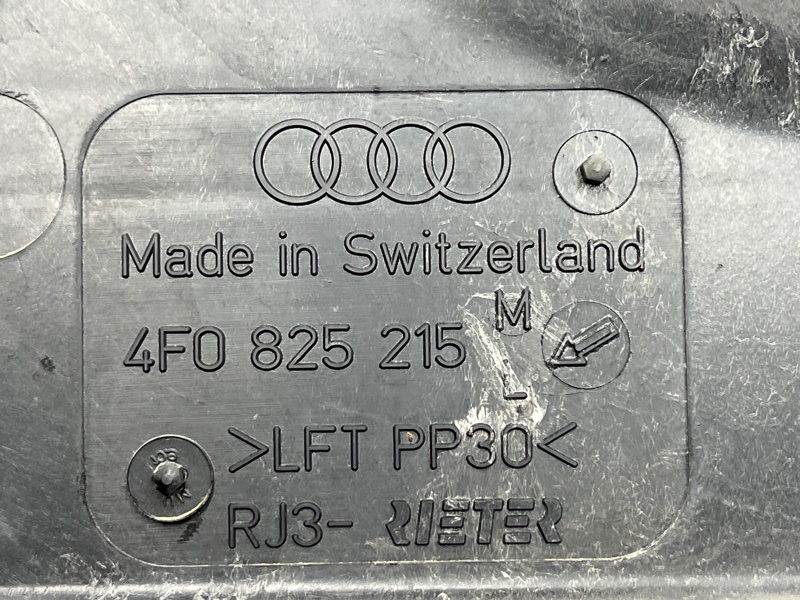 Made in Switzerland
M
4F0 825 215
L
>LFT PP30<
RJ3- RIETER